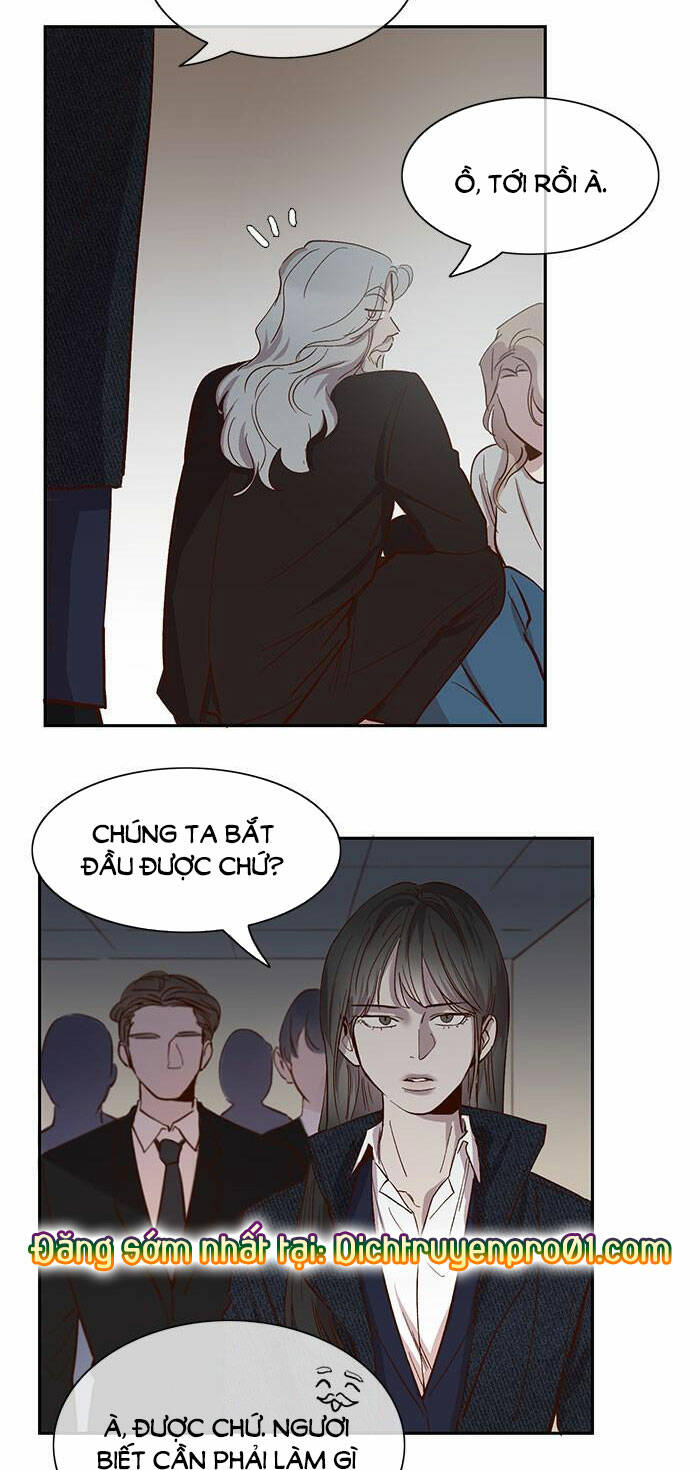 Ồ, TỚI RỒI À.
CHÚNG TA BẮT
ĐẦU ĐƯỢC CHỨ?
Đăng sớm nhất tại: Dichtruyenpro01.com
À, ĐƯỢC CHỨ. NGƯƠI
BIẾT CẦN PHẢI LÀM GÌ